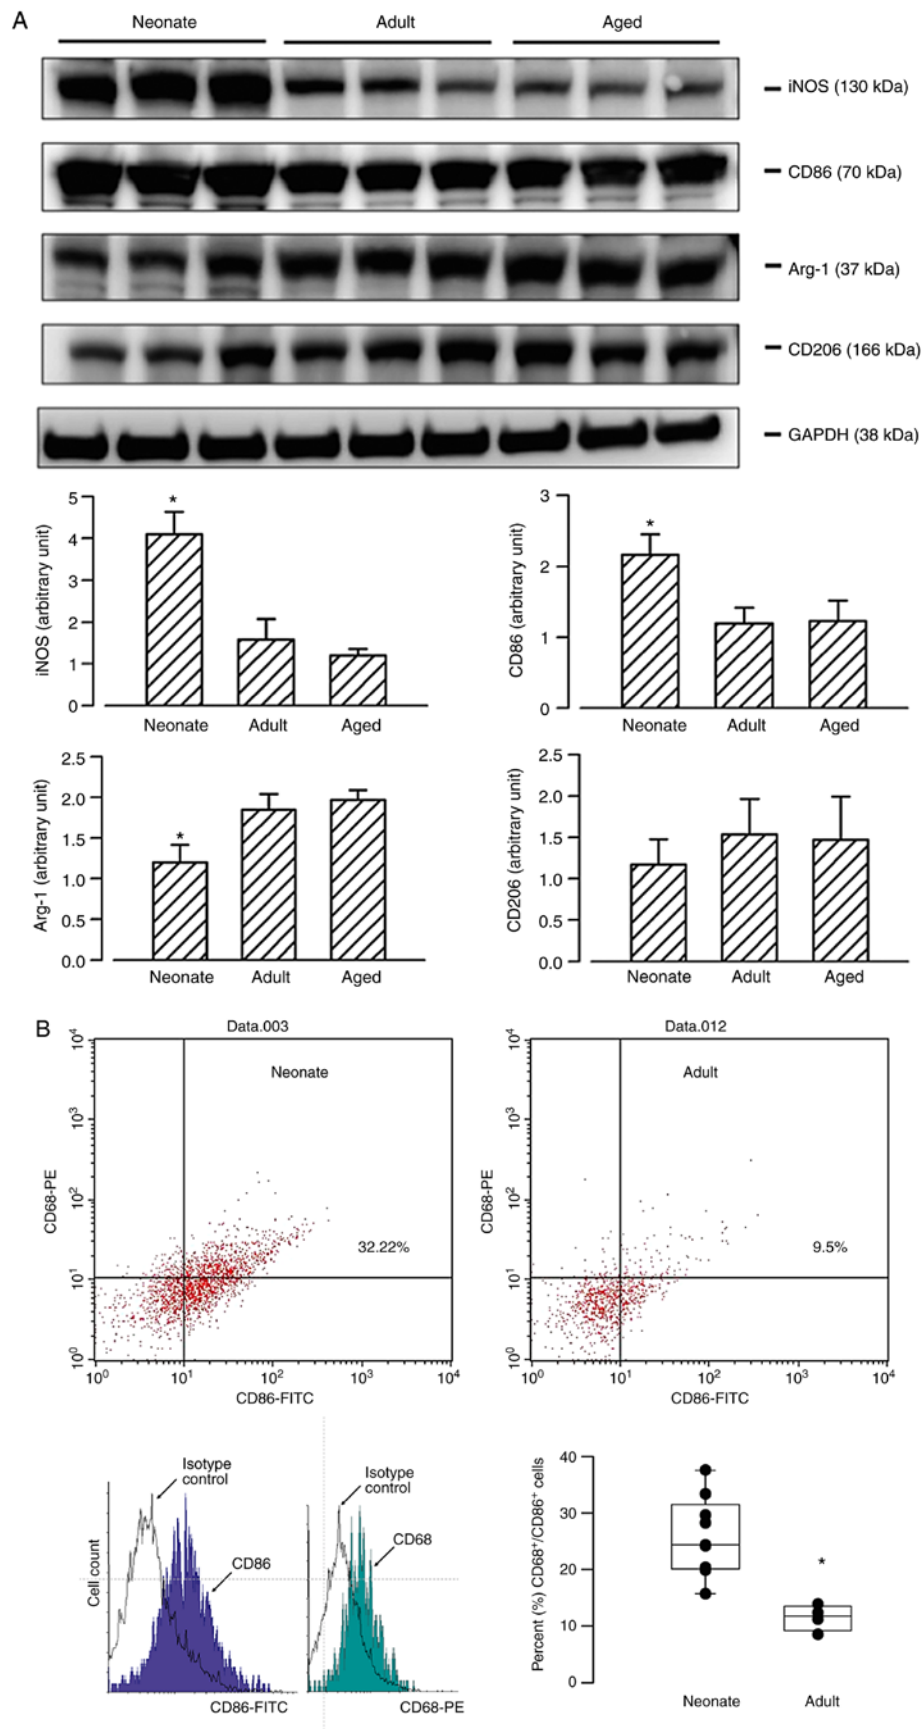 A
Neonate Adult Aged
iNOS (130 kDa)
CD86 (70 kDa)
Arg-1 (37 kDa)
CD206 (166 kDa)
GAPDH (38 kDa)
iNOS (arbitrary unit)
5
4
3
2
1
0
*
Neonate Adult Aged
CD86 (arbitrary unit)
3
2
1
0
*
Neonate Adult Aged
Arg-1 (arbitrary unit)
2.5
2.0
1.5
1.0
0.5
0.0
*
Neonate Adult Aged
CD206 (arbitrary unit)
2.5
2.0
1.5
1.0
0.5
0.0
Neonate Adult Aged
B
Data.003
Neonate
CD68-PE
10⁴
10³
10²
10¹
10⁰
32.22%
10⁰ 10¹ 10² 10³ 10⁴
CD86-FITC
Data.012
Adult
CD68-PE
10⁴
10³
10²
10¹
10⁰
9.5%
10⁰ 10¹ 10² 10³ 10⁴
CD86-FITC
Cell count
Isotype
control
CD86
CD86-FITC
Isotype
control
CD68
CD68-PE
Percent (%) CD68⁺/CD86⁺ cells
40
30
20
10
0
*
Neonate Adult